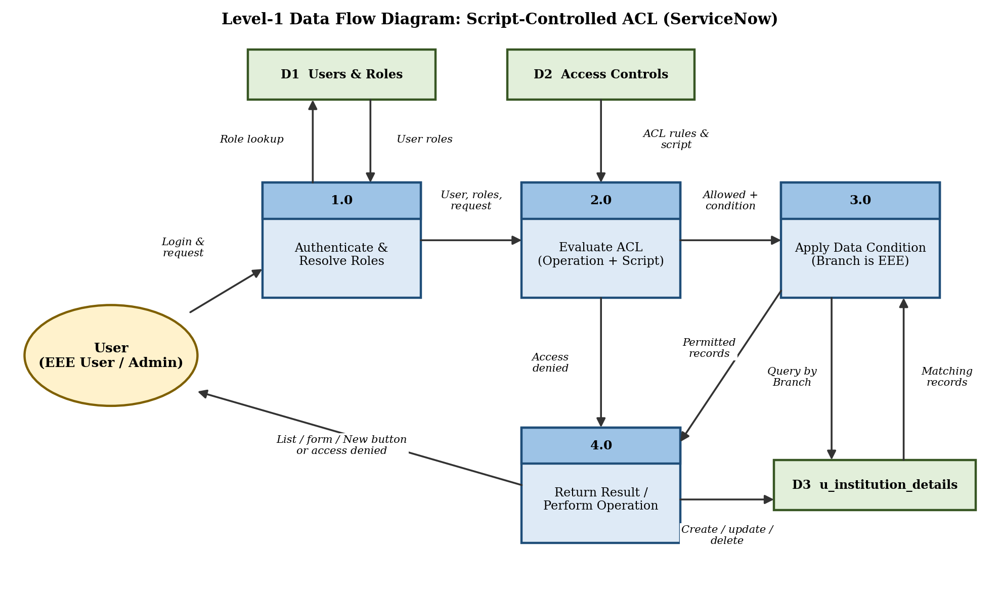 Level-1 Data Flow Diagram: Script-Controlled ACL (ServiceNow)
D1  Users & Roles
D2  Access Controls
Role lookup
User roles
ACL rules &
script
1.0
Authenticate &
Resolve Roles
User, roles,
request
2.0
Evaluate ACL
(Operation + Script)
Allowed +
condition
3.0
Apply Data Condition
(Branch is EEE)
Login &
request
User
(EEE User / Admin)
Access
denied
Permitted
records
Query by
Branch
Matching
records
List / form / New button
or access denied
4.0
Return Result /
Perform Operation
D3  u_institution_details
Create / update /
delete